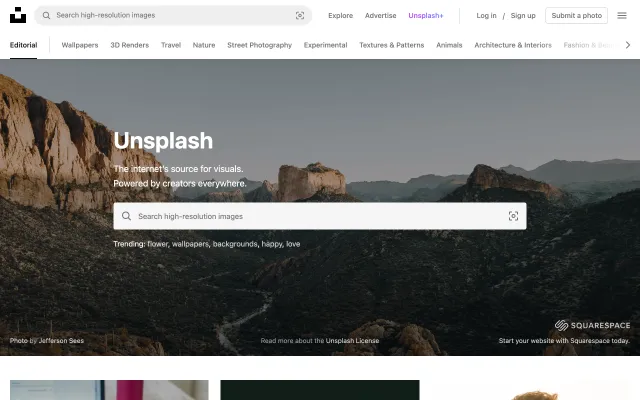 Search high-resolution images
Explore
Advertise
Unsplash+
Log in / Sign up
Submit a photo
Editorial
Wallpapers
3D Renders
Travel
Nature
Street Photography
Experimental
Textures & Patterns
Animals
Architecture & Interiors
Fashion &
Unsplash
The internet's source for visuals.
Powered by creators everywhere.
Search high-resolution images
Trending: flower, wallpapers, backgrounds, happy, love
SQUARESPACE
Photo by Jefferson Sees
Read more about the Unsplash License
Start your website with Squarespace today.